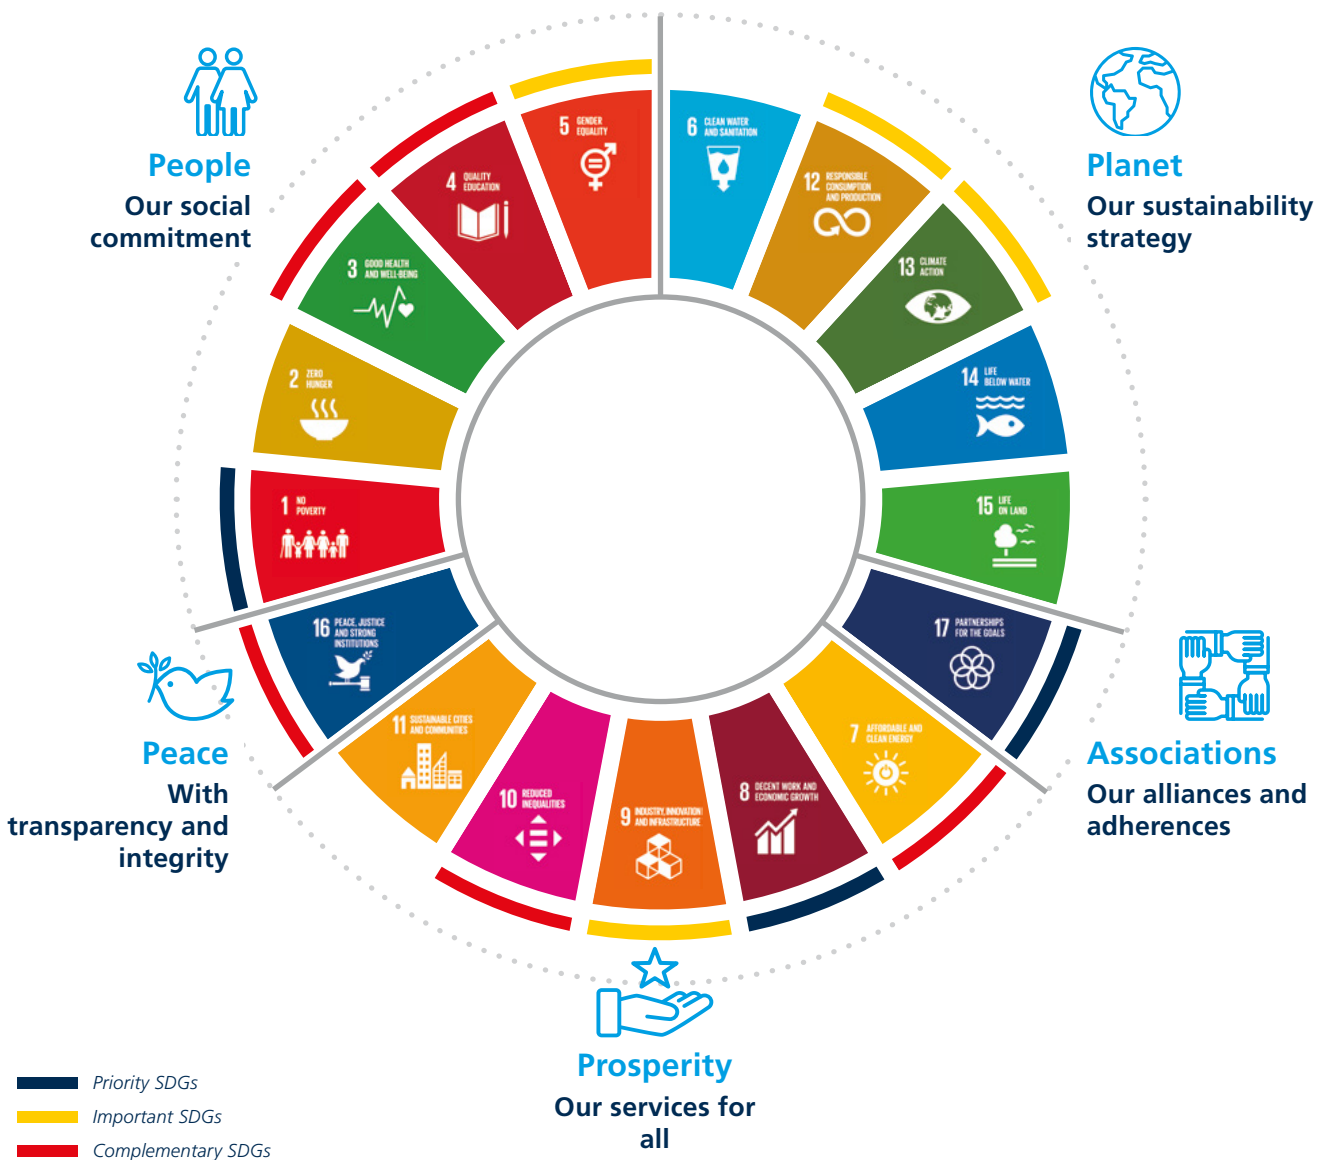 People
Our social
commitment
Planet
Our sustainability
strategy
5 GENDER
EQUALITY
6 CLEAN WATER
AND SANITATION
4 QUALITY
EDUCATION
12 RESPONSIBLE
CONSUMPTION
AND PRODUCTION
3 GOOD HEALTH
AND WELL-BEING
13 CLIMATE
ACTION
2 ZERO
HUNGER
14 LIFE
BELOW WATER
1 NO
POVERTY
15 LIFE
ON LAND
16 PEACE, JUSTICE
AND STRONG
INSTITUTIONS
17 PARTNERSHIPS
FOR THE GOALS
11 SUSTAINABLE CITIES
AND COMMUNITIES
7 AFFORDABLE AND
CLEAN ENERGY
10 REDUCED
INEQUALITIES
9 INDUSTRY, INNOVATION
AND INFRASTRUCTURE
8 DECENT WORK AND
ECONOMIC GROWTH
Peace
With
transparency and
integrity
Associations
Our alliances and
adherences
Prosperity
Our services for
all
Priority SDGs
Important SDGs
Complementary SDGs